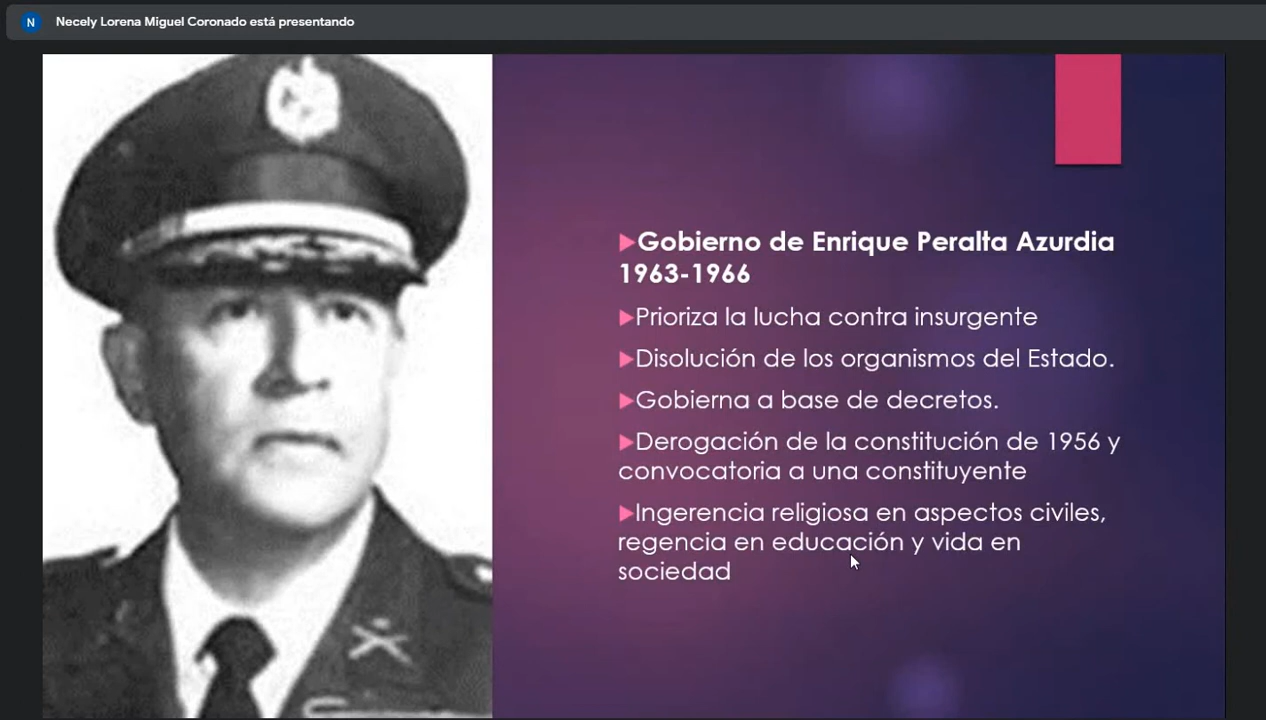 N
Necely Lorena Miguel Coronado está presentando
Gobierno de Enrique Peralta Azurdia
1963-1966
Prioriza la lucha contra insurgente
Disolución de los organismos del Estado.
Gobierna a base de decretos.
Derogación de la constitución de 1956 y
convocatoria a una constituyente
Ingerencia religiosa en aspectos civiles,
regencia en educación y vida en
sociedad